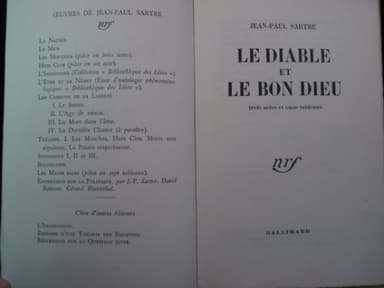 ŒUVRES DE JEAN-PAUL SARTRE
nrf
LA NAUSÉE.
LE MUR.
LES MOUCHES (pièce en trois actes).
HUIS CLOS (pièce en un acte).
L'IMAGINAIRE (Collection « Bibliothèque des Idées »).
L'ÊTRE ET LE NÉANT (Essai d'ontologie phénoménologique « Bibliothèque des Idées »).
LES CHEMINS DE LA LIBERTÉ
I.
II. L'Age de raison.
III. La Mort dans l'âme.
IV. La Dernière Chance (à paraître).
THÉATRE. I. Les Mouches, Huis Clos, Morts sans
sépulture, La Putain respectueuse.
SITUATIONS I, II et III.
BAUDELAIRE.
LES MAINS SALES (pièce en sept tableaux).
ENTRETIENS SUR LA POLITIQUE, par J.-P. Sartre, David
Rousset, Gérard Rosenthal.
Chez d'autres éditeurs
L'IMAGINATION.
ESQUISSE D'UNE THÉORIE DES ÉMOTIONS
RÉFLEXIONS SUR LA QUESTION JUIVE.
JEAN-PAUL SARTRE
LE DIABLE
ET
LE BON DIEU
trois actes et onze tableaux
nrf
GALLIMARD